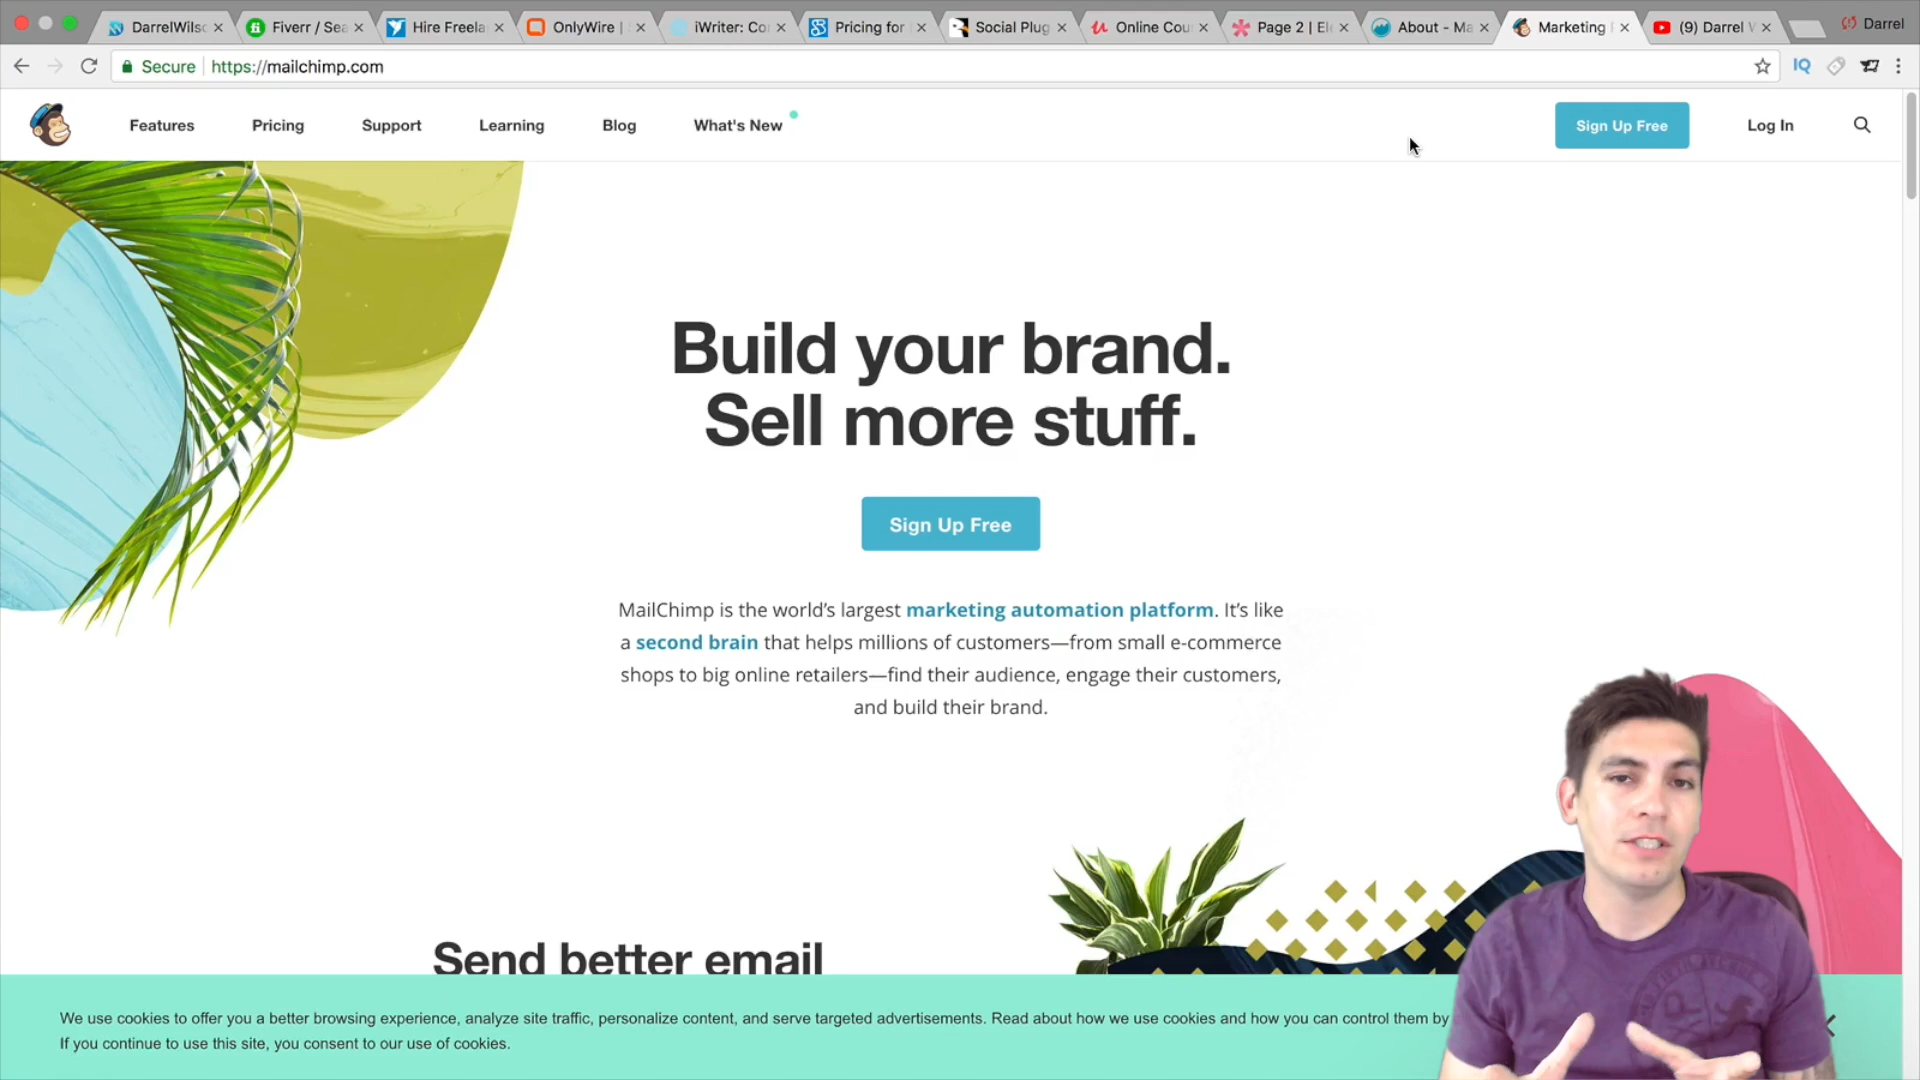 DarrelWils
Fiverr / Sea
Hire Freela
OnlyWire |
iWriter: Co
Pricing for
Social Plug
Online Cou
Page 2 | El
About - Ma
Marketing
(9) Darrel
Darrel
Secure
https://mailchimp.com
IQ
Features
Pricing
Support
Learning
Blog
What's New
Sign Up Free
Log In
Build your brand.
Sell more stuff.
Sign Up Free
MailChimp is the world's largest marketing automation platform. It's like
a second brain that helps millions of customers—from small e-commerce
shops to big online retailers—find their audience, engage their customers,
and build their brand.
Send better email
We use cookies to offer you a better browsing experience, analyze site traffic, personalize content, and serve targeted advertisements. Read about how we use cookies and how you can control them by
If you continue to use this site, you consent to our use of cookies.